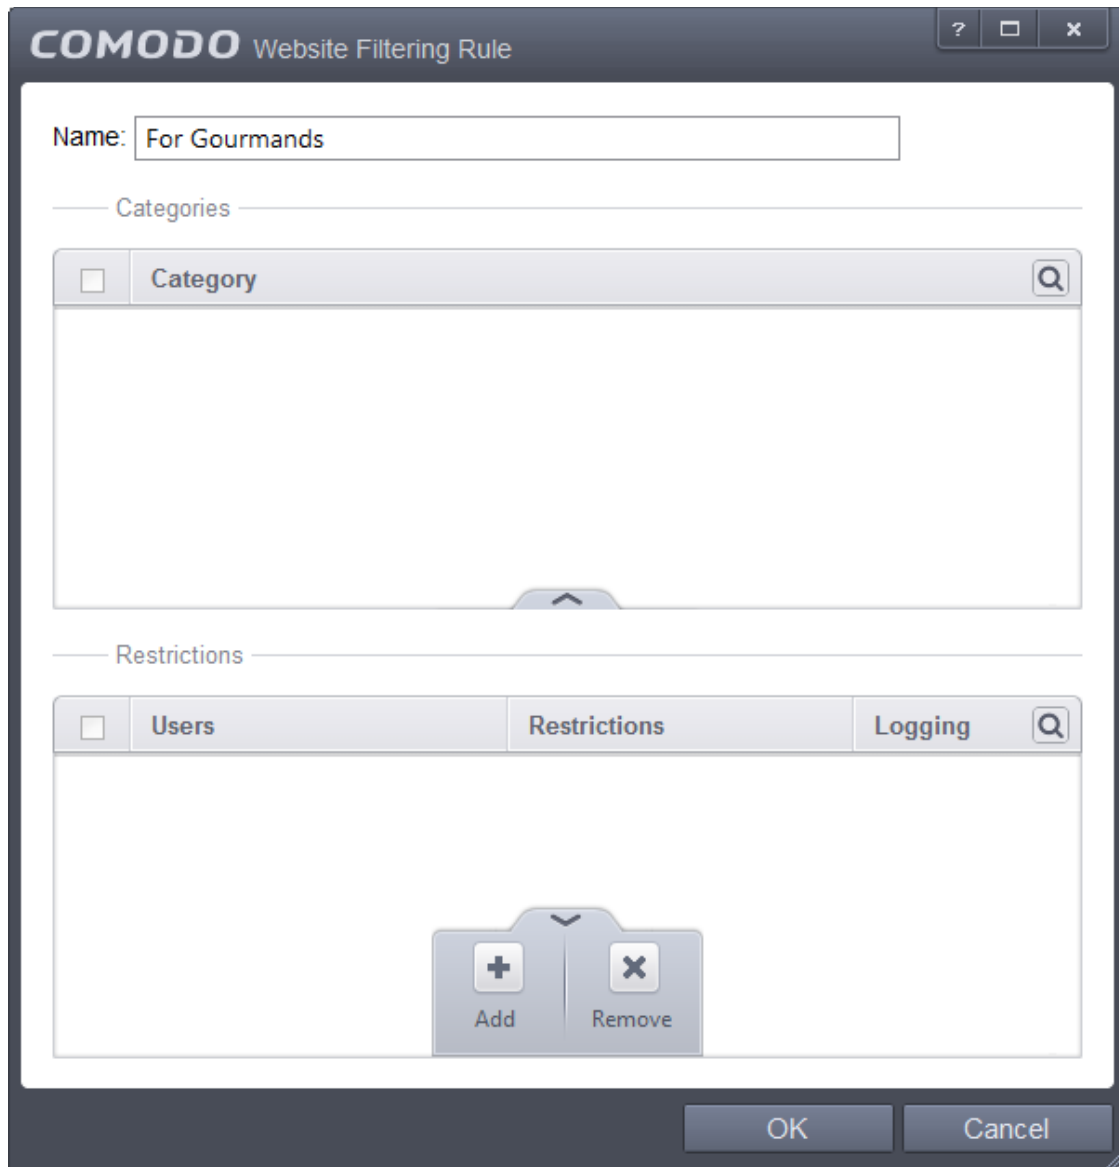 COMODO Website Filtering Rule ?
Name: For Gourmands
Categories
Category
Restrictions
Users Restrictions Logging
Add Remove
OK Cancel